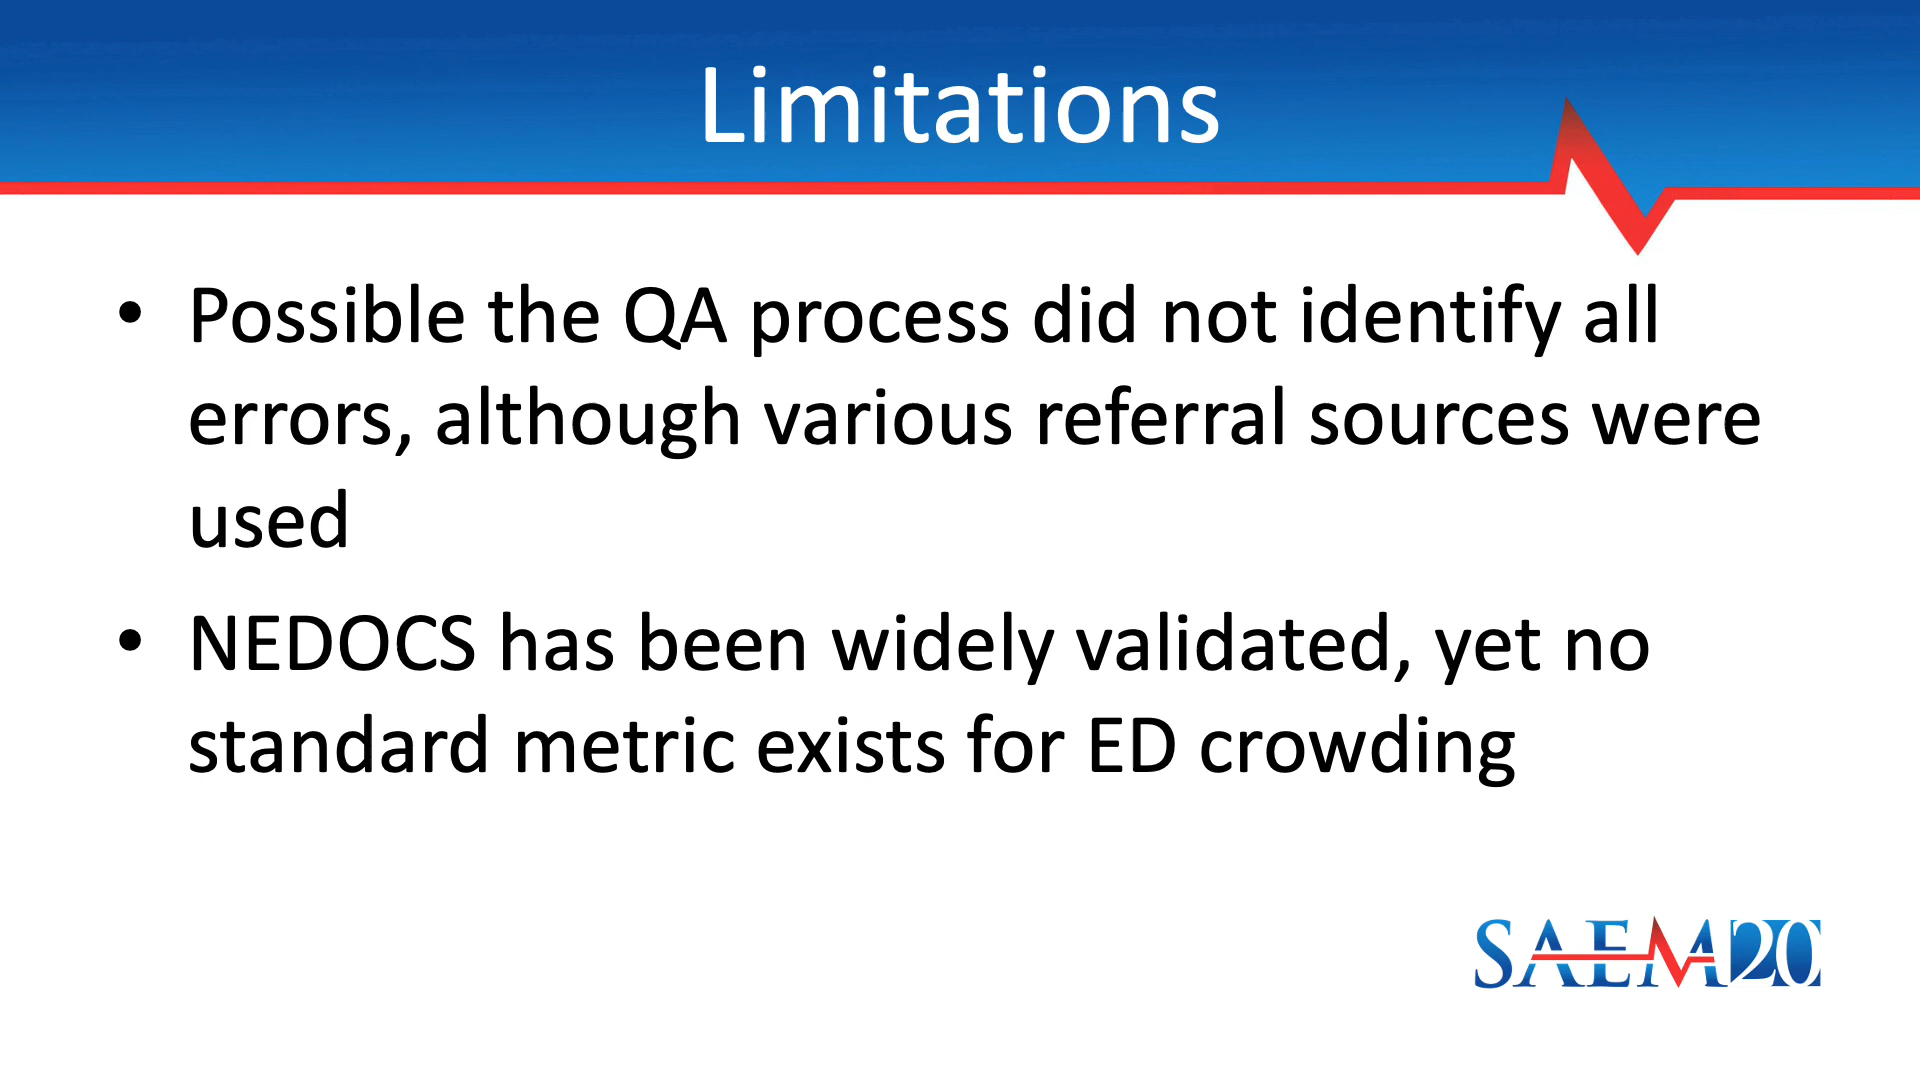 Limitations
• Possible the QA process did not identify all
errors, although various referral sources were
used
• NEDOCS has been widely validated, yet no
standard metric exists for ED crowding
SAEM20